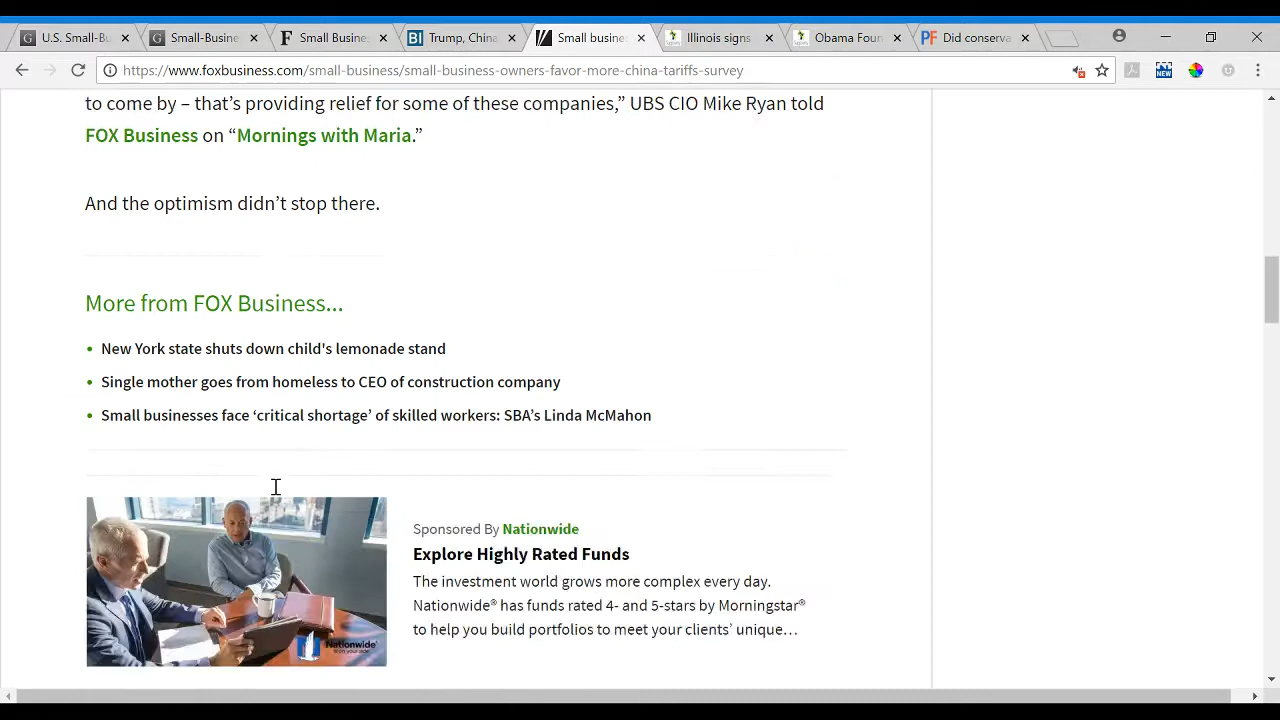 U.S. Small-Bu
Small-Busine
Small Busine
Trump, China
Small busine
Illinois signs
Obama Foun
Did conserva
https://www.foxbusiness.com/small-business/small-business-owners-favor-more-china-tariffs-survey
NEW
to come by – that's providing relief for some of these companies,” UBS CIO Mike Ryan told
FOX Business on “Mornings with Maria.”
And the optimism didn't stop there.
More from FOX Business...
• New York state shuts down child's lemonade stand
• Single mother goes from homeless to CEO of construction company
• Small businesses face ‘critical shortage’ of skilled workers: SBA’s Linda McMahon
Sponsored By Nationwide
Explore Highly Rated Funds
The investment world grows more complex every day.
Nationwide® has funds rated 4- and 5-stars by Morningstar®
to help you build portfolios to meet your clients’ unique…
Nationwide